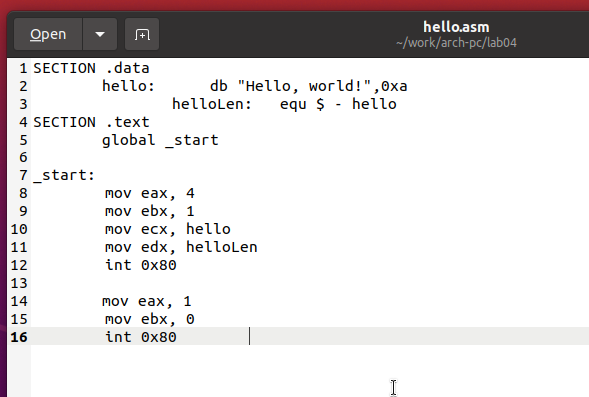 Open
hello.asm
~/work/arch-pc/lab04
1 SECTION .data
2 hello: db "Hello, world!",0xa
3 helloLen: equ $ - hello
4 SECTION .text
5 global _start
6
7 _start:
8 mov eax, 4
9 mov ebx, 1
10 mov ecx, hello
11 mov edx, helloLen
12 int 0x80
13
14 mov eax, 1
15 mov ebx, 0
16 int 0x80